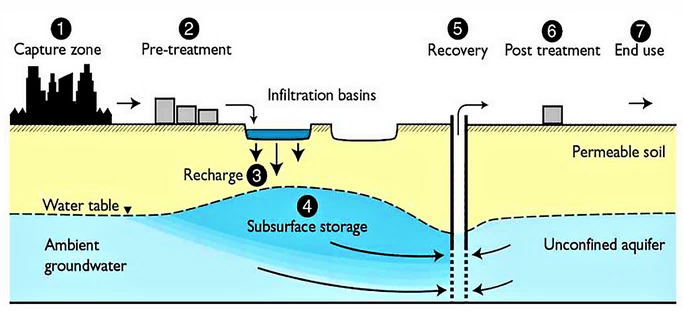 1
Capture zone
2
Pre-treatment
5
Recovery
6
Post treatment
7
End use
Infiltration basins
Permeable soil
Recharge 3
Water table
4
Subsurface storage
Ambient
groundwater
Unconfined aquifer